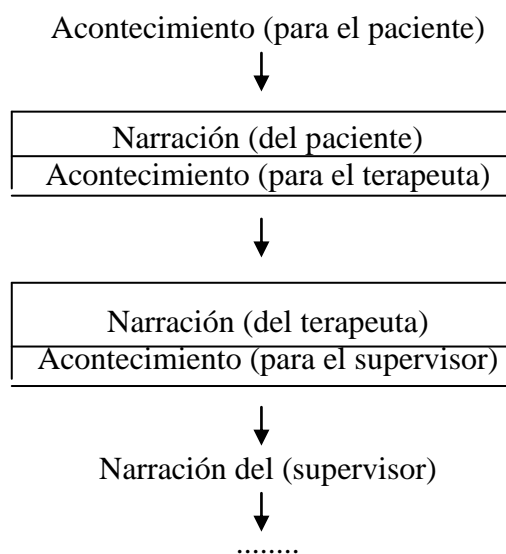 Acontecimiento (para el paciente)
Narración (del paciente)
Acontecimiento (para el terapeuta)
Narración (del terapeuta)
Acontecimiento (para el supervisor)
Narración del (supervisor)
........